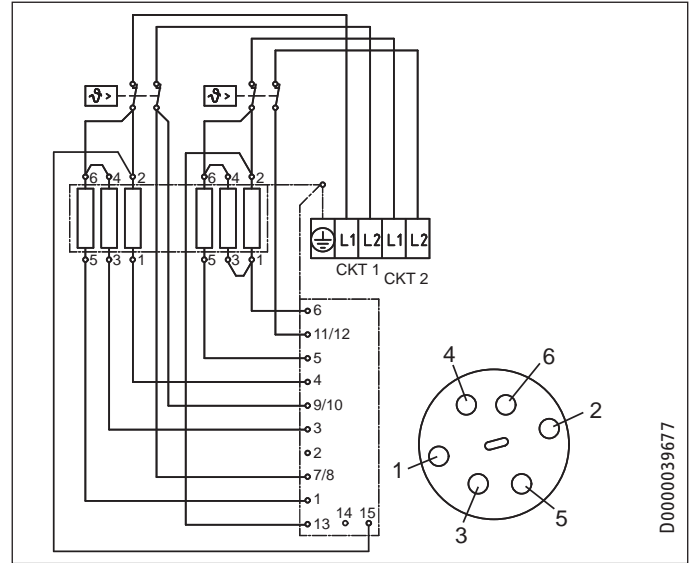 ϑ> ϑ>
6 4 2 6 4 2
5 3 1 5 3 1
L1 L2 L1 L2
CKT 1 CKT 2
6
11/12
5
4
9/10
3
2
7/8
1
13 14 15
4 6
1 2
3 5
D0000039677